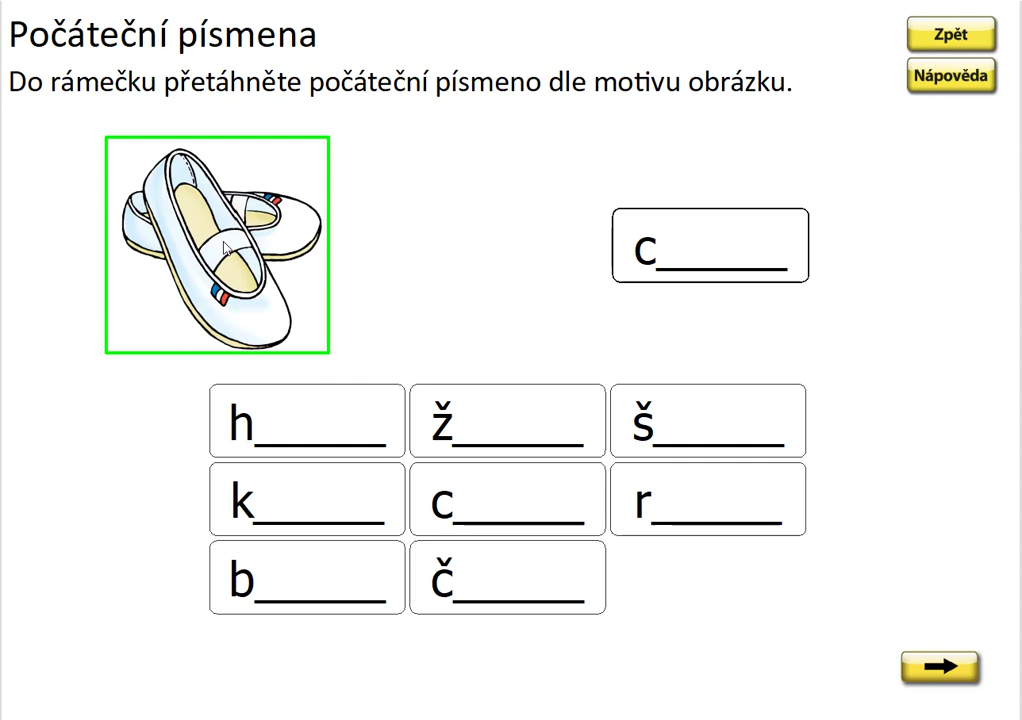 Počáteční písmena
Zpět
Do rámečku přetáhněte počáteční písmeno dle motivu obrázku.
Nápověda
c______
h______ ž______ š______
k______ c______ r______
b______ č______